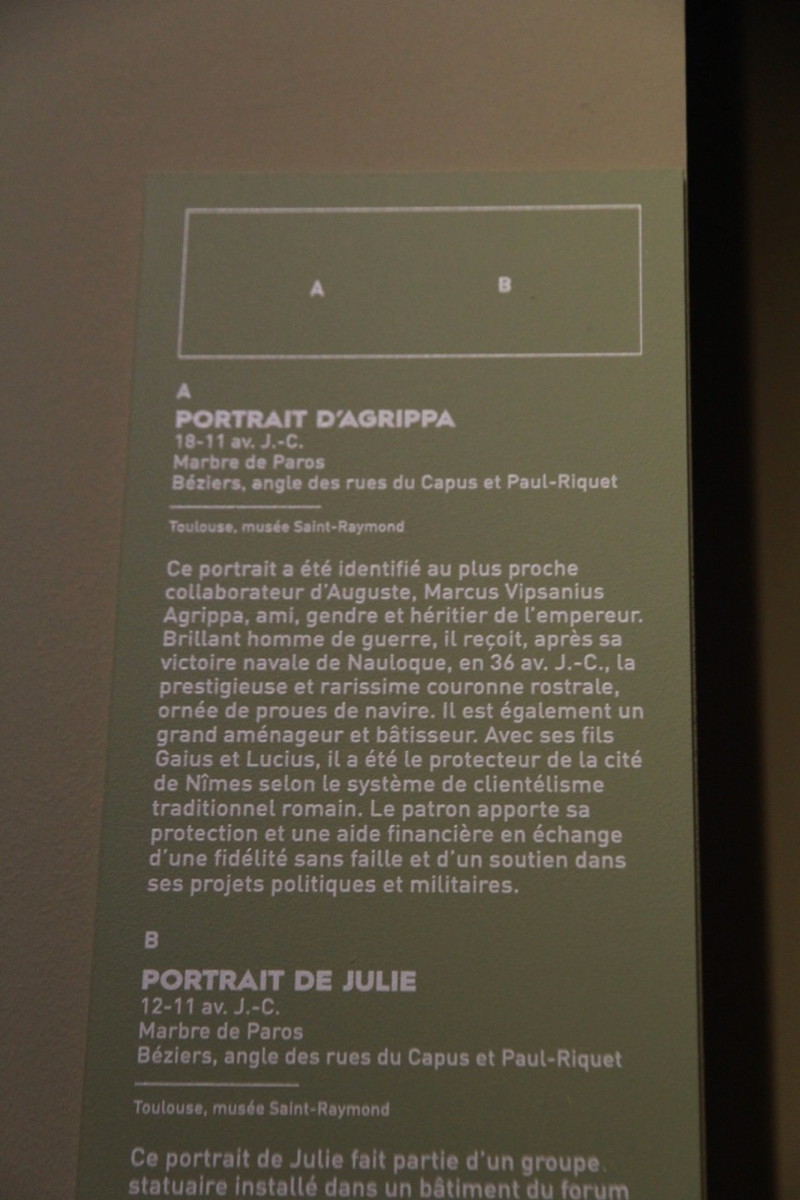 A B
A
PORTRAIT D'AGRIPPA
18-11 av. J.-C.
Marbre de Paros
Béziers, angle des rues du Capus et Paul-Riquet
Toulouse, musée Saint-Raymond
Ce portrait a été identifié au plus proche
collaborateur d'Auguste, Marcus Vipsanius
Agrippa, ami, gendre et héritier de l'empereur.
Brillant homme de guerre, il reçoit, après sa
victoire navale de Nauloque, en 36 av. J.-C., la
prestigieuse et rarissime couronne rostrale,
ornée de proues de navire. Il est également un
grand aménageur et bâtisseur. Avec ses fils
Gaius et Lucius, il a été le protecteur de la cité
de Nîmes selon le système de clientélisme
traditionnel romain. Le patron apporte sa
protection et une aide financière en échange
d'une fidélité sans faille et d'un soutien dans
ses projets politiques et militaires.
B
PORTRAIT DE JULIE
12-11 av. J.-C.
Marbre de Paros
Béziers, angle des rues du Capus et Paul-Riquet
Toulouse, musée Saint-Raymond
Ce portrait de Julie fait partie d'un groupe
statuaire installé dans un bâtiment du forum